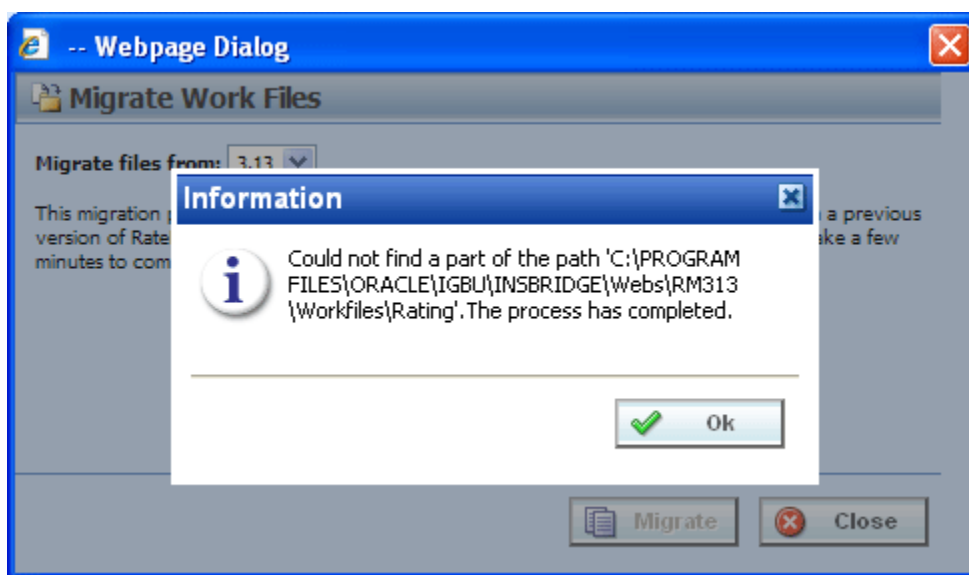 -- Webpage Dialog
Migrate Work Files
Migrate files from: 3.13
This migration
a previous
version of Rate
take a few
minutes to com
Information
Could not find a part of the path 'C:\PROGRAM
FILES\ORACLE\IGBU\INSBRIDGE\Webs\RM313
\Workfiles\Rating'.The process has completed.
Ok
Migrate
Close